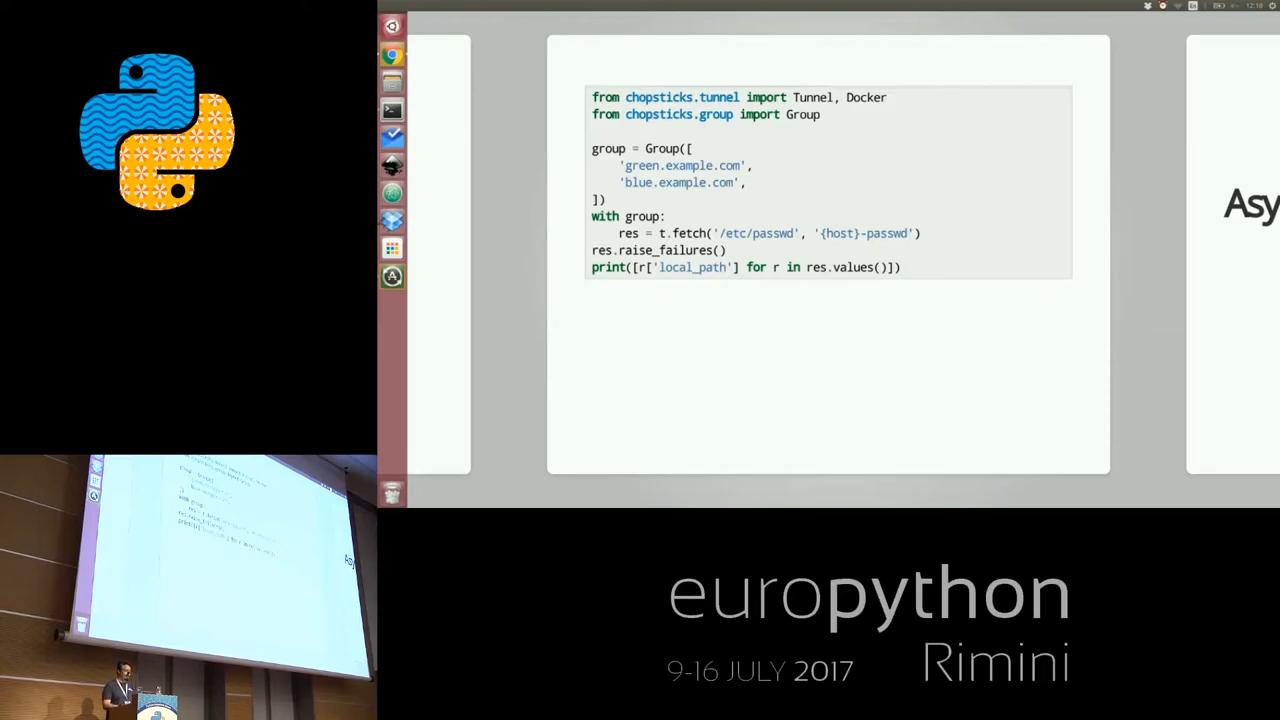 12:18
from chopsticks.tunnel import Tunnel, Docker
from chopsticks.group import Group
group = Group([
'green.example.com',
'blue.example.com',
])
with group:
res = t.fetch('/etc/passwd', '{host}-passwd')
res.raise_failures()
print([r['local_path'] for r in res.values()])
Asy
europython
9-16 JULY 2017
Rimini